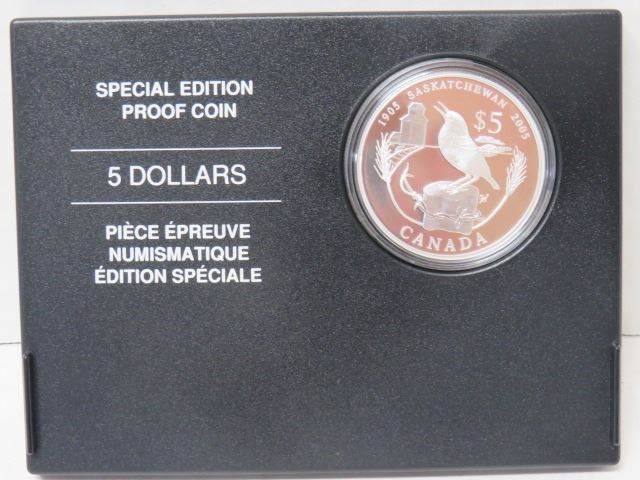 SPECIAL EDITION
PROOF COIN
5 DOLLARS
PIÈCE ÉPREUVE
NUMISMATIQUE
ÉDITION SPÉCIALE
1905 SASKATCHEWAN 2005
$5
CANADA